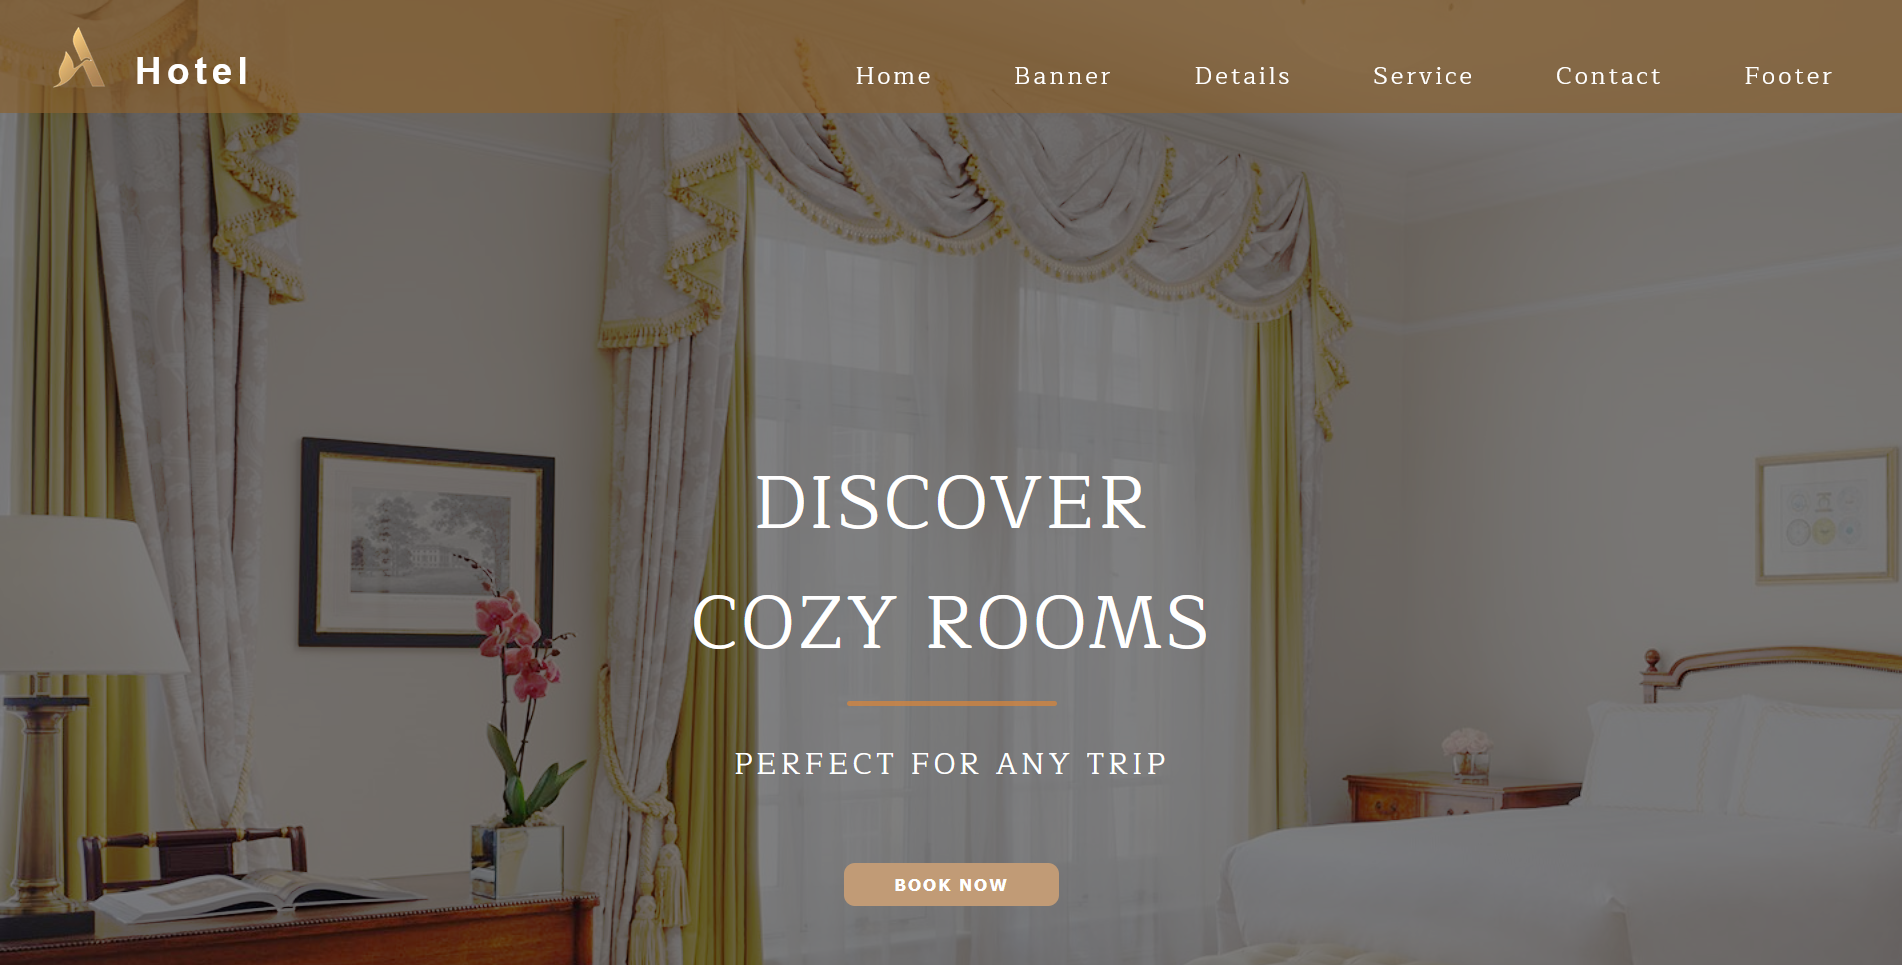 Hotel
Home Banner Details Service Contact Footer
DISCOVER
COZY ROOMS
PERFECT FOR ANY TRIP
BOOK NOW